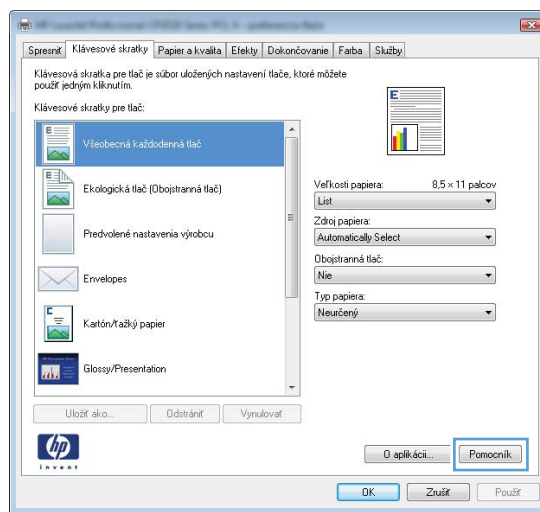 Spresniť Klávesové skratky Papier a kvalita Efekty Dokončovanie Farba Služby
Klávesová skratka pre tlač je súbor uložených nastavení tlače, ktoré môžete
použiť jedným kliknutím.
Klávesové skratky pre tlač:
Všeobecná každodenná tlač
Ekologická tlač (Obojstranná tlač)
Predvolené nastavenia výrobcu
Envelopes
Kartón/ťažký papier
Glossy/Presentation
Uložiť ako... Odstrániť Vynulovať
Veľkosti papiera: 8,5 × 11 palcov
List
Zdroj papiera:
Automatically Select
Obojstranná tlač:
Nie
Typ papiera:
Neurčený
hp
invent
O aplikácii... Pomocník
OK Zrušiť Použiť